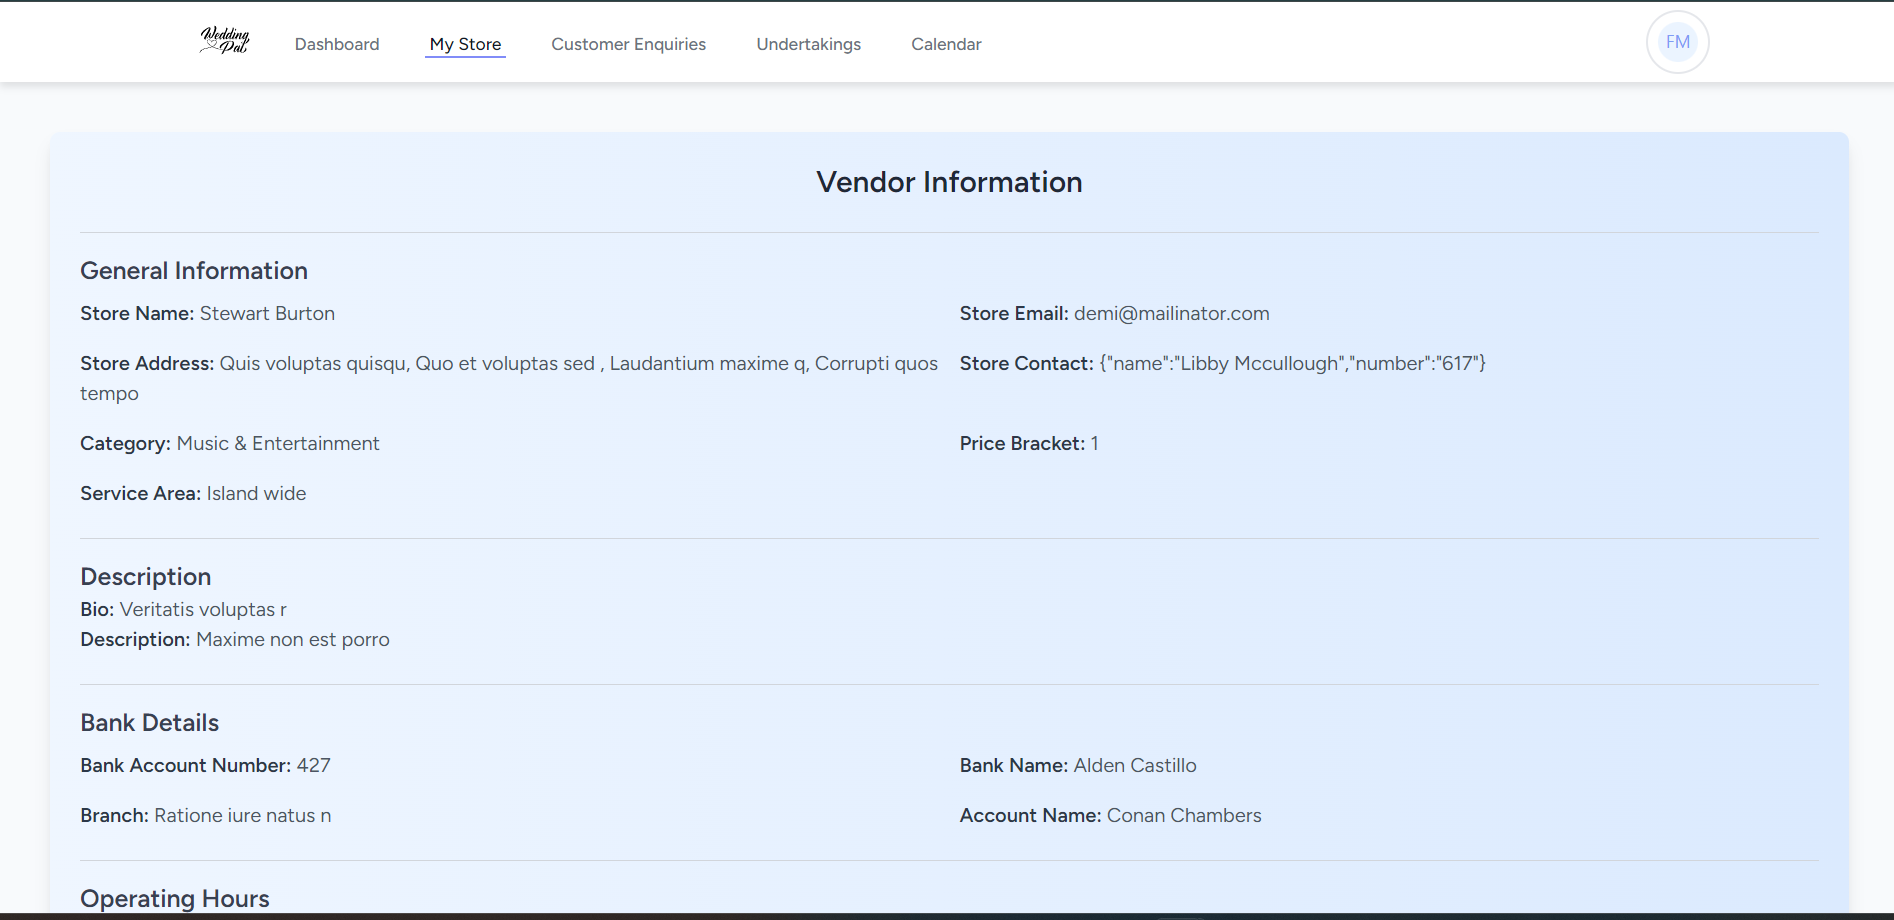 Wedding
Pal
Dashboard
My Store
Customer Enquiries
Undertakings
Calendar
FM
Vendor Information
General Information
Store Name: Stewart Burton
Store Email: demi@mailinator.com
Store Address: Quis voluptas quisqu, Quo et voluptas sed , Laudantium maxime q, Corrupti quos
tempo
Store Contact: {"name":"Libby Mccullough","number":"617"}
Category: Music & Entertainment
Price Bracket: 1
Service Area: Island wide
Description
Bio: Veritatis voluptas r
Description: Maxime non est porro
Bank Details
Bank Account Number: 427
Bank Name: Alden Castillo
Branch: Ratione iure natus n
Account Name: Conan Chambers
Operating Hours